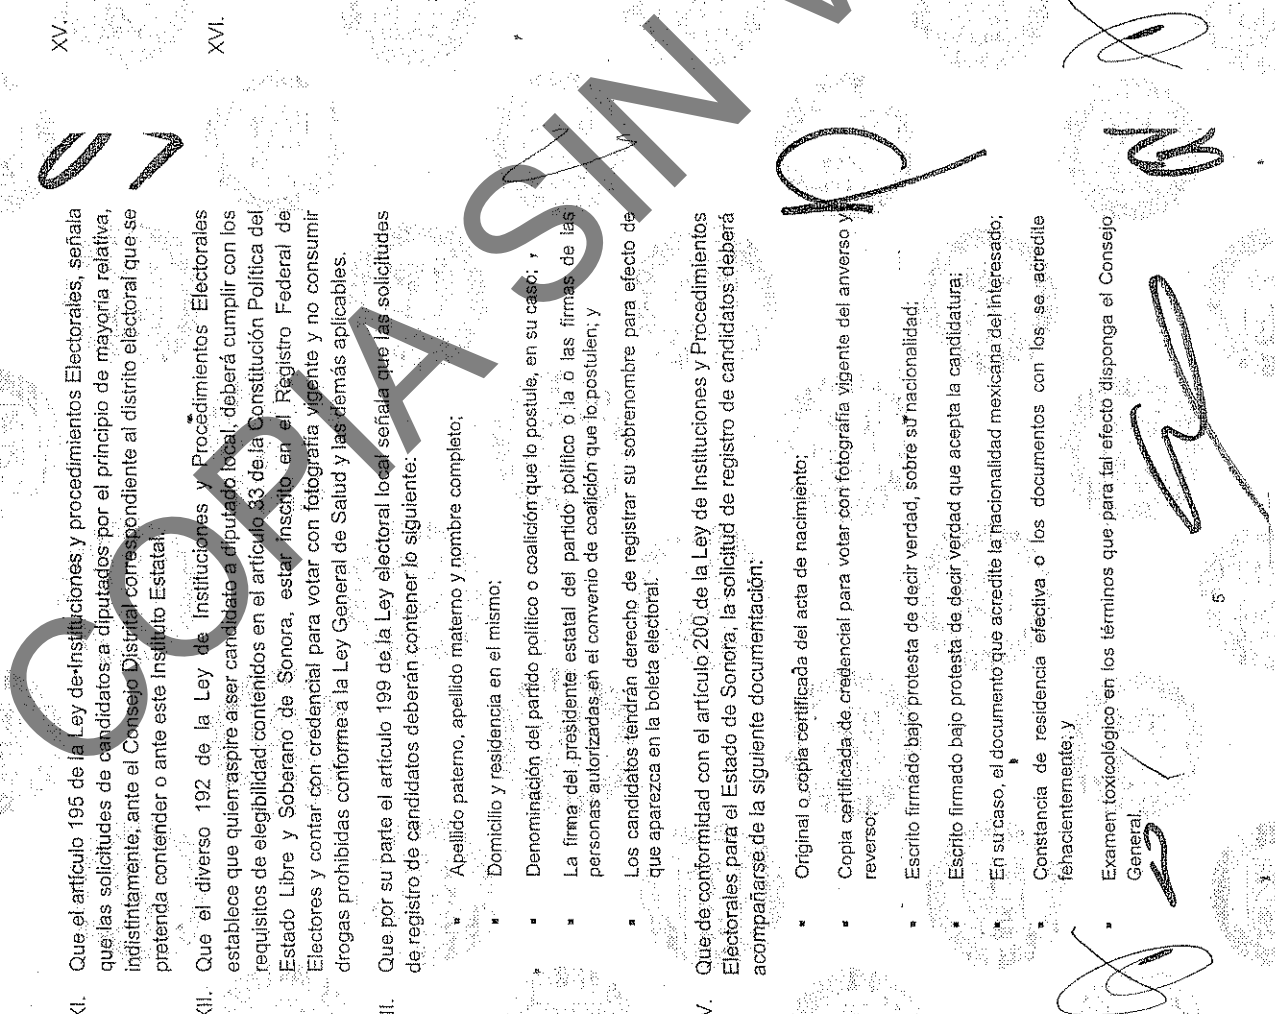 XI. Que el artículo 195 de la Ley de Instituciones y procedimientos Electorales, señala
que las solicitudes de candidatos a diputados por el principio de mayoría relativa,
indistintamente, ante el Consejo Distrital correspondiente al distrito electoral que se
pretenda contender o ante este Instituto Estatal.
XII. Que el diverso 192 de la Ley de Instituciones y Procedimientos Electorales
establece que quien aspire a ser candidato a diputado local, deberá cumplir con los
requisitos de elegibilidad contenidos en el artículo 33 de la Constitución Política del
Estado Libre y Soberano de Sonora, estar inscrito en el Registro Federal de
Electores y contar con credencial para votar con fotografía vigente y no consumir
drogas prohibidas conforme a la Ley General de Salud y las demás aplicables.
II. Que por su parte el artículo 199 de la Ley electoral local señala que las solicitudes
de registro de candidatos deberán contener lo siguiente:
Apellido paterno, apellido materno y nombre completo;
Domicilio y residencia en el mismo;
Denominación del partido político o coalición que lo postule, en su caso;
La firma del presidente estatal del partido político o la o las firmas de las
personas autorizadas en el convenio de coalición que lo postulen; y
Los candidatos tendrán derecho de registrar su sobrenombre para efecto de
que aparezca en la boleta electoral.
V. Que de conformidad con el artículo 200 de la Ley de Instituciones y Procedimientos
Electorales para el Estado de Sonora, la solicitud de registro de candidatos deberá
acompañarse de la siguiente documentación:
Original o copia certificada del acta de nacimiento;
Copia certificada de credencial para votar con fotografía vigente del anverso y
reverso;
Escrito firmado bajo protesta de decir verdad, sobre su nacionalidad;
Escrito firmado bajo protesta de decir verdad que acepta la candidatura;
En su caso, el documento que acredite la nacionalidad mexicana del interesado;
Constancia de residencia efectiva o los documentos con los se acredite
fehacientemente; y
Examen toxicológico en los términos que para tal efecto disponga el Consejo
General.
5
XV.
XVI.
COPIA SIN